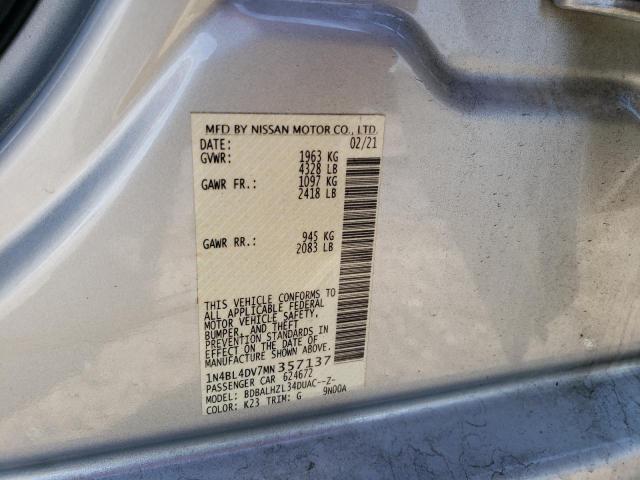 MFD BY NISSAN MOTOR CO., LTD.
DATE: 02/21
GVWR: 1963 KG
4328 LB
GAWR FR.: 1097 KG
2418 LB
GAWR RR.: 945 KG
2083 LB
THIS VEHICLE CONFORMS TO
ALL APPLICABLE FEDERAL
MOTOR VEHICLE SAFETY,
BUMPER, AND THEFT
PREVENTION STANDARDS IN
EFFECT ON THE DATE OF
MANUFACTURE SHOWN ABOVE.
1N4BL4DV7MN357137
PASSENGER CAR 624672
MODEL: BDBALHZL34DUAC--Z-
COLOR: K23 TRIM: G 9N00A